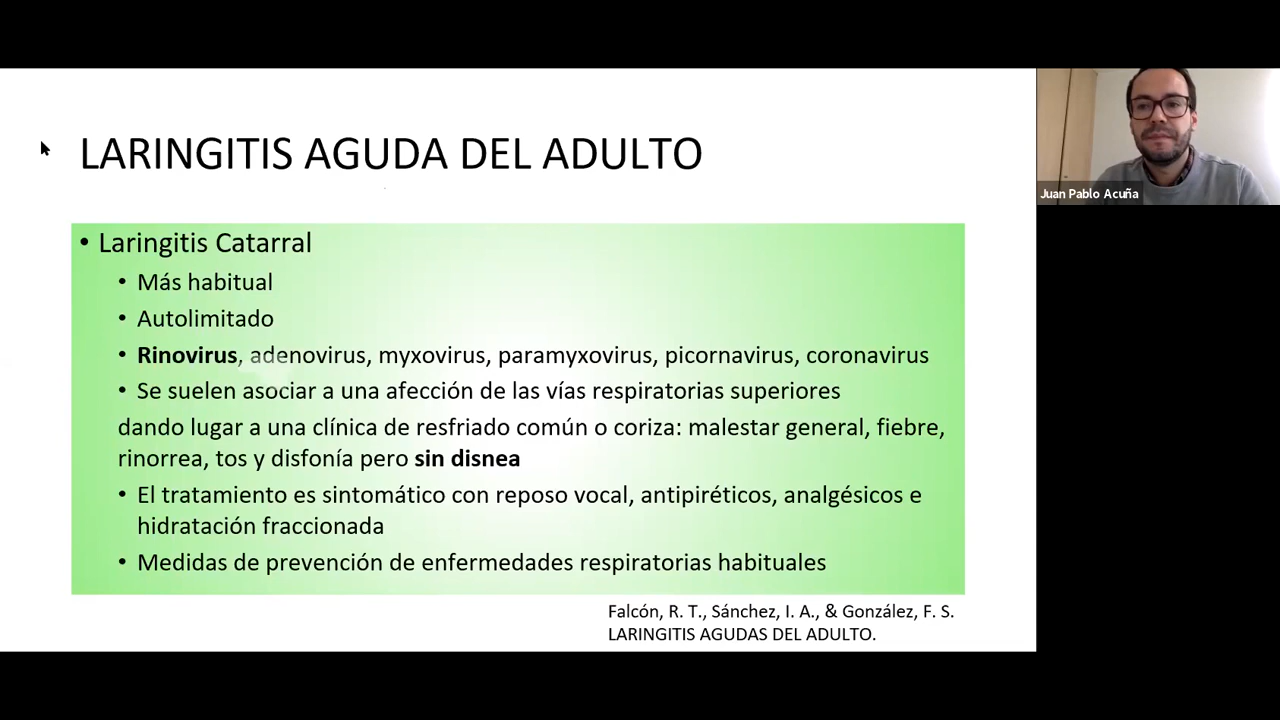 LARINGITIS AGUDA DEL ADULTO
Juan Pablo Acuña
• Laringitis Catarral
• Más habitual
• Autolimitado
• Rinovirus, adenovirus, myxovirus, paramyxovirus, picornavirus, coronavirus
• Se suelen asociar a una afección de las vías respiratorias superiores
dando lugar a una clínica de resfriado común o coriza: malestar general, fiebre,
rinorrea, tos y disfonía pero sin disnea
• El tratamiento es sintomático con reposo vocal, antipiréticos, analgésicos e
hidratación fraccionada
• Medidas de prevención de enfermedades respiratorias habituales
Falcón, R. T., Sánchez, I. A., & González, F. S.
LARINGITIS AGUDAS DEL ADULTO.